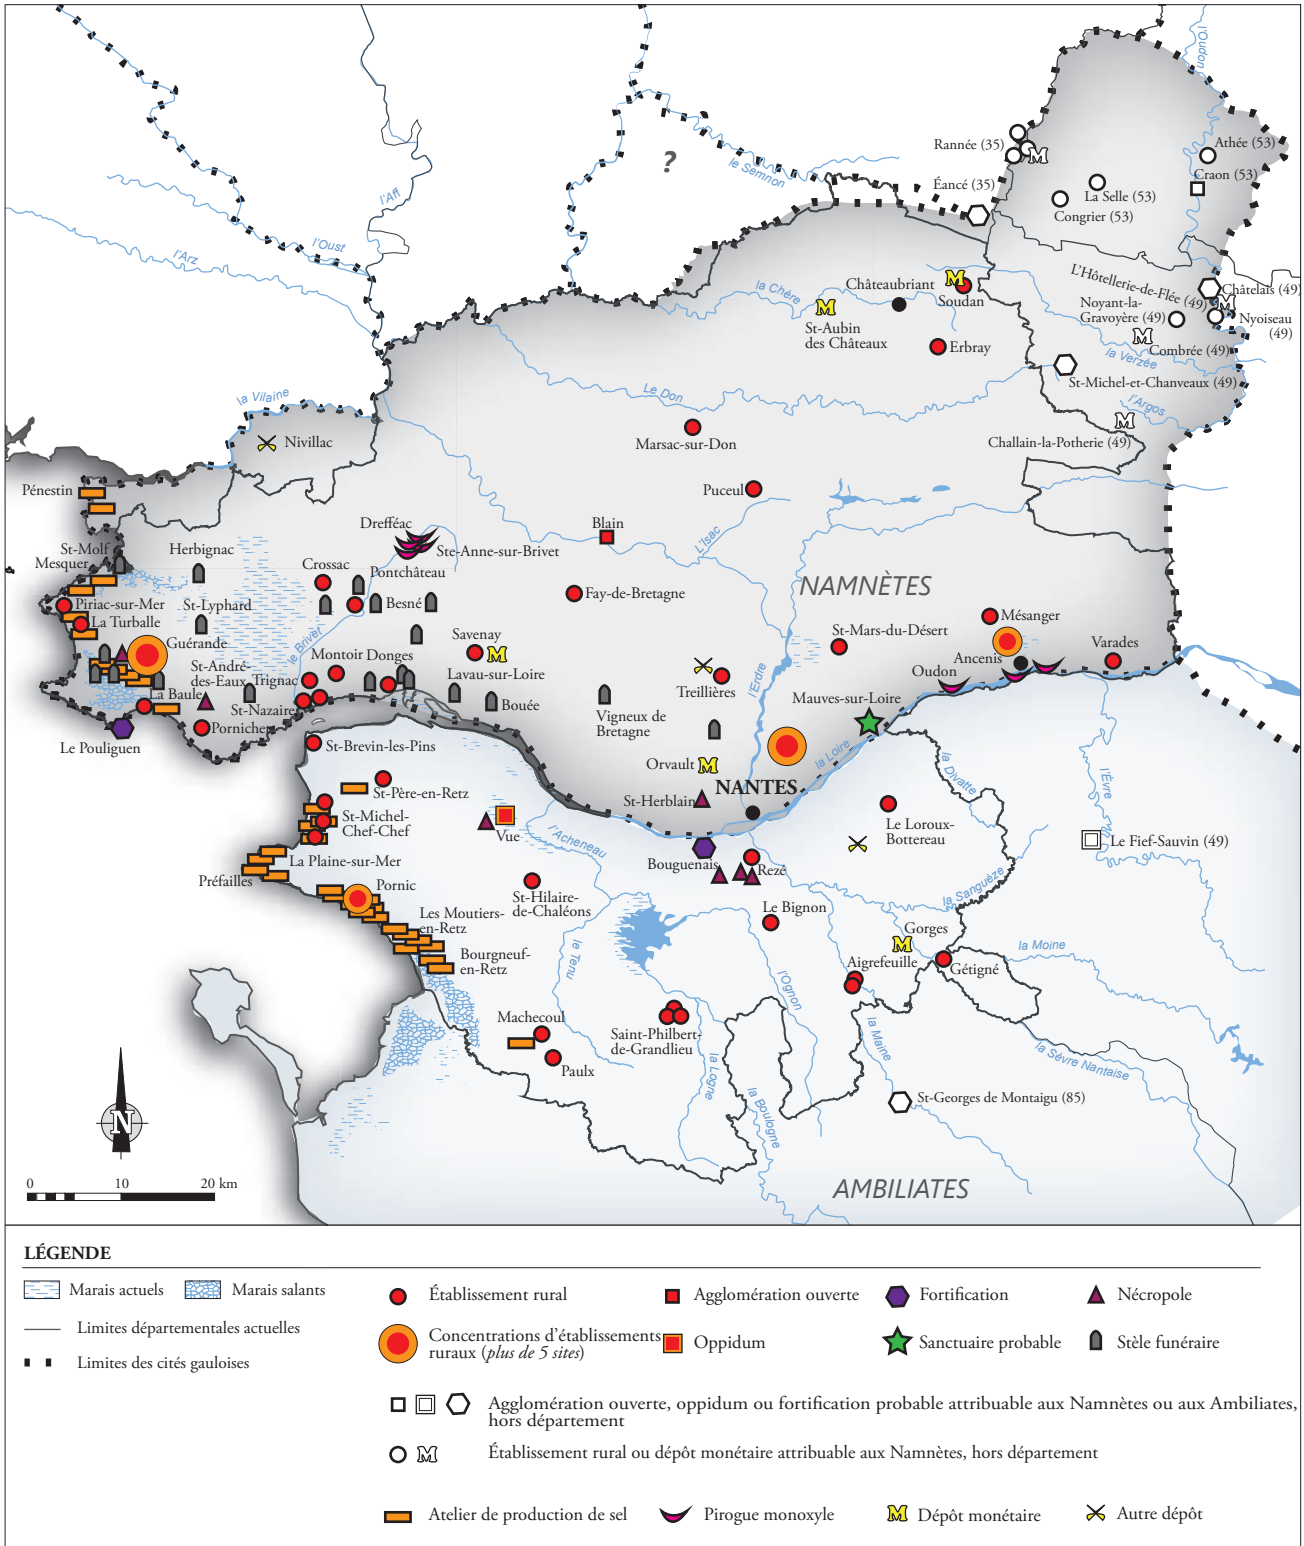 l'Oudon
Rannée (35)
Athée (53)
?
le Semnon
Craon (53)
Éancé (35)
l'Aff
La Selle (53)
Congrier (53)
l'Oust
l'Arz
L'Hôtellerie-de-Flée (49)
Châtelais (49)
Châteaubriant
la Chère
Soudan
Noyant-la-
Gravoyère (49)
Nyoiseau
(49)
St-Aubin
des Châteaux
Erbray
Combrée (49)
la Verzée
St-Michel-et-Chanveaux (49)
la Vilaine
Le Don
l'Argos
Nivillac
Marsac-sur-Don
Challain-la-Potherie (49)
Pénestin
Puceul
Drefféac
Blain
L'Isac
Ste-Anne-sur-Brivet
St-Molf
Mesquer
Herbignac
Crossac
Pontchâteau
NAMNÈTES
Fay-de-Bretagne
Piriac-sur-Mer
St-Lyphard
Besné
Mésanger
La Turballe
St-Mars-du-Désert
Guérande
le Brivet
Savenay
Varades
St-André-
des-Eaux
Montoir
Donges
Ancenis
Trignac
Lavau-sur-Loire
Treillières
l'Erdre
Oudon
La Baule
St-Nazaire
Bouée
Vigneux de
Bretagne
Mauves-sur-Loire
Pornichet
Le Pouliguen
St-Brevin-les-Pins
Orvault
la Loire
la Divatte
l'Èvre
St-Père-en-Retz
St-Herblain
NANTES
St-Michel-
Chef-Chef
Vue
l'Acheneau
Le Loroux-
Bottereau
Le Fief-Sauvin (49)
La Plaine-sur-Mer
Bouguenais
Rezé
Préfailles
Pornic
St-Hilaire-
de-Chaléons
la Sanguèze
Les Moutiers-
en-Retz
Le Bignon
Gorges
la Moine
Bourgneuf-
en-Retz
le Tenu
Aigrefeuille
Gétigné
l'Ognon
Machecoul
Saint-Philbert-
de-Grandlieu
la Maine
la Sèvre Nantaise
Paulx
la Logne
la Boulogne
St-Georges de Montaigu (85)
N
0 10 20 km
AMBILIATES
LÉGENDE
Marais actuels
Marais salants
Établissement rural
Agglomération ouverte
Fortification
Nécropole
Limites départementales actuelles
Limites des cités gauloises
Concentrations d'établissements
ruraux (plus de 5 sites)
Oppidum
Sanctuaire probable
Stèle funéraire
Agglomération ouverte, oppidum ou fortification probable attribuable aux Namnètes ou aux Ambiliates,
hors département
M
Établissement rural ou dépôt monétaire attribuable aux Namnètes, hors département
Atelier de production de sel
Pirogue monoxyle
M
Dépôt monétaire
Autre dépôt